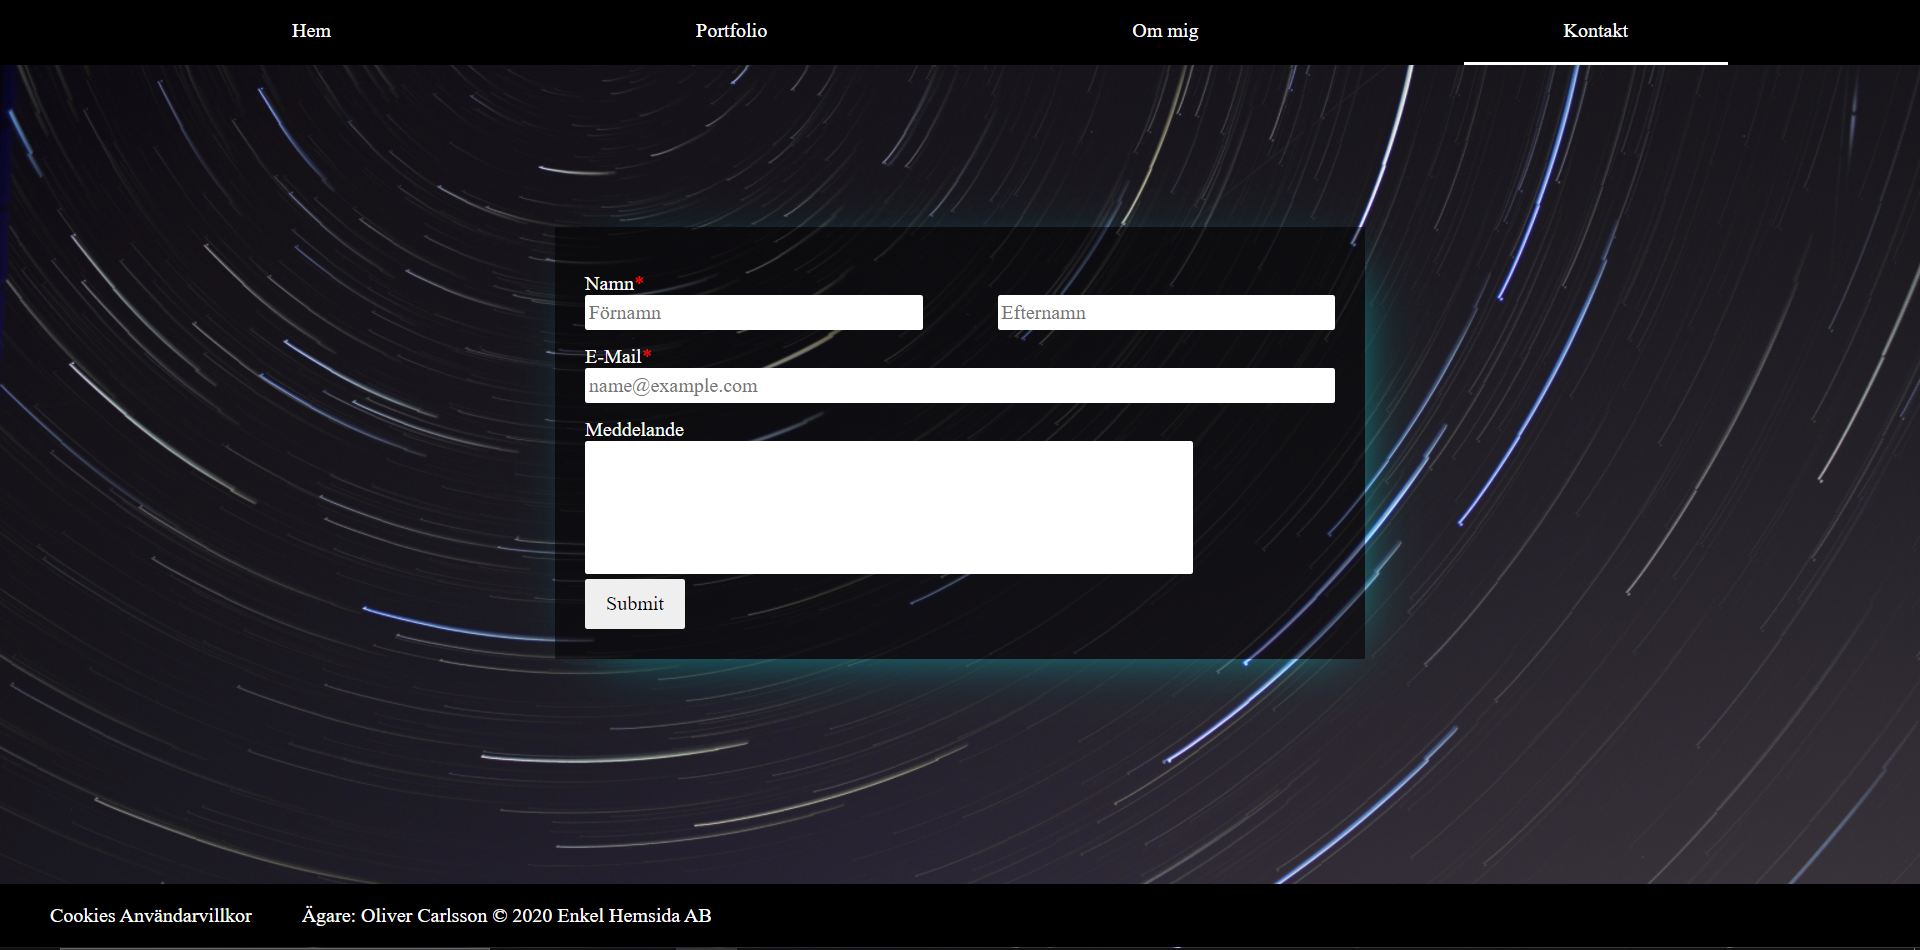 Hem Portfolio Om mig Kontakt
Namn*
Förnamn Efternamn
E-Mail*
name@example.com
Meddelande
Submit
Cookies Användarvillkor Ägare: Oliver Carlsson © 2020 Enkel Hemsida AB